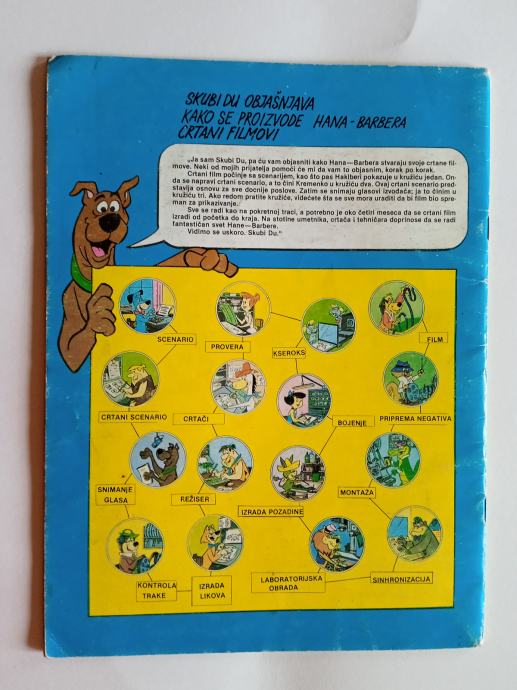 SKUBI DU OBJAŠNJAVA
KAKO SE PROIZVODE HANA-BARBERA
CRTANI FILMOVI
„Ja sam Skubi Du, pa ću vam objasniti kako Hana—Barbera stvaraju svoje crtane fil-
move. Neki od mojih prijatelja pomoći će mi da vam to objasnim, korak po korak.
Crtani film počinje sa scenarijem, kao što pas Hakiberi pokazuje u kružiću jedan. On-
da se napravi crtani scenario, a to čini Kremenko u kružiću dva. Ovaj crtani scenario pred-
stavlja osnovu za sve docnije poslove. Zatim se snimaju glasovi izvođača; ja to činim u
kružiću tri. Ako redom pratite kružiće, videćete šta se sve mora uraditi da bi film bio spre-
man za prikazivanje.
Sve se radi kao na pokretnoj traci, a potrebno je oko četiri meseca da se crtani film
izradi od početka do kraja. Na stotine umetnika, crtača i tehničara doprinose da se radi
fantastičan svet Hane—Barbere.
Vidimo se uskoro. Skubi Du."
SCENARIO
PROVERA
KSEROKS
FILM
CRTANI SCENARIO
CRTAČI
BOJENJE
PRIPREMA NEGATIVA
SNIMANJE
GLASA
REŽISER
IZRADA POZADINE
MONTAŽA
KONTROLA
TRAKE
IZRADA
LIKOVA
LABORATORIJSKA
OBRADA
SINHRONIZACIJA